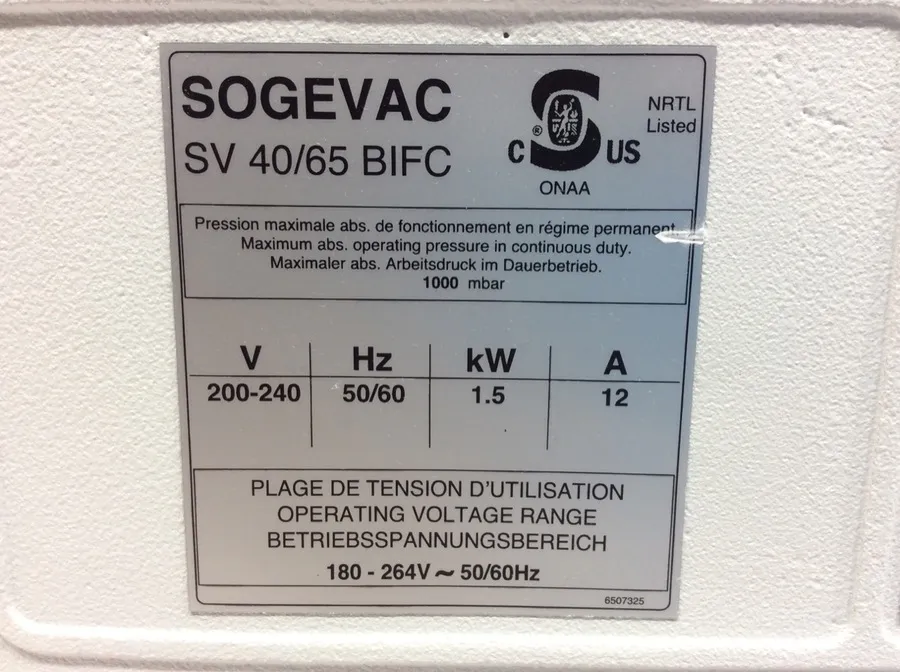 SOGEVAC
SV 40/65 BIFC
® C US
ONAA
NRTL
Listed
Pression maximale abs. de fonctionnement en régime permanent.
Maximum abs. operating pressure in continuous duty.
Maximaler abs. Arbeitsdruck im Dauerbetrieb.
1000 mbar
V Hz kW A
200-240 50/60 1.5 12
PLAGE DE TENSION D'UTILISATION
OPERATING VOLTAGE RANGE
BETRIEBSSPANNUNGSBEREICH
180 - 264V ~ 50/60Hz
6507325